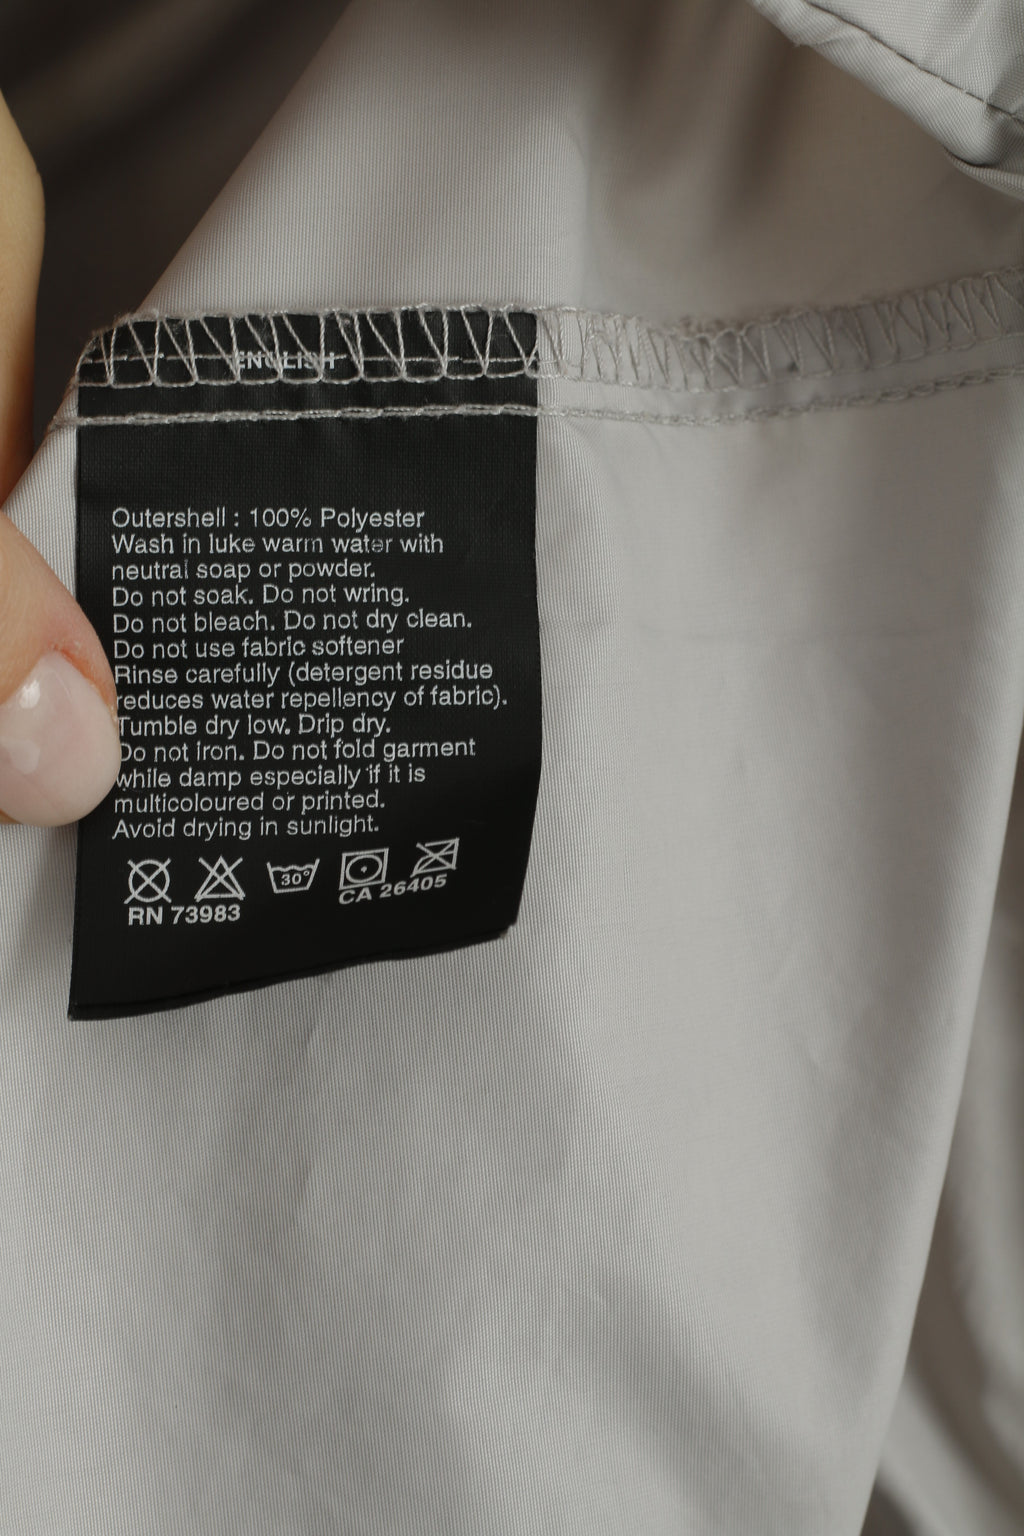 ENGLISH
Outershell : 100% Polyester
Wash in luke warm water with
neutral soap or powder.
Do not soak. Do not wring.
Do not bleach. Do not dry clean.
Do not use fabric softener
Rinse carefully (detergent residue
reduces water repellency of fabric).
Tumble dry low. Drip dry.
Do not iron. Do not fold garment
while damp especially if it is
multicoloured or printed.
Avoid drying in sunlight.
30°
RN 73983 CA 26405